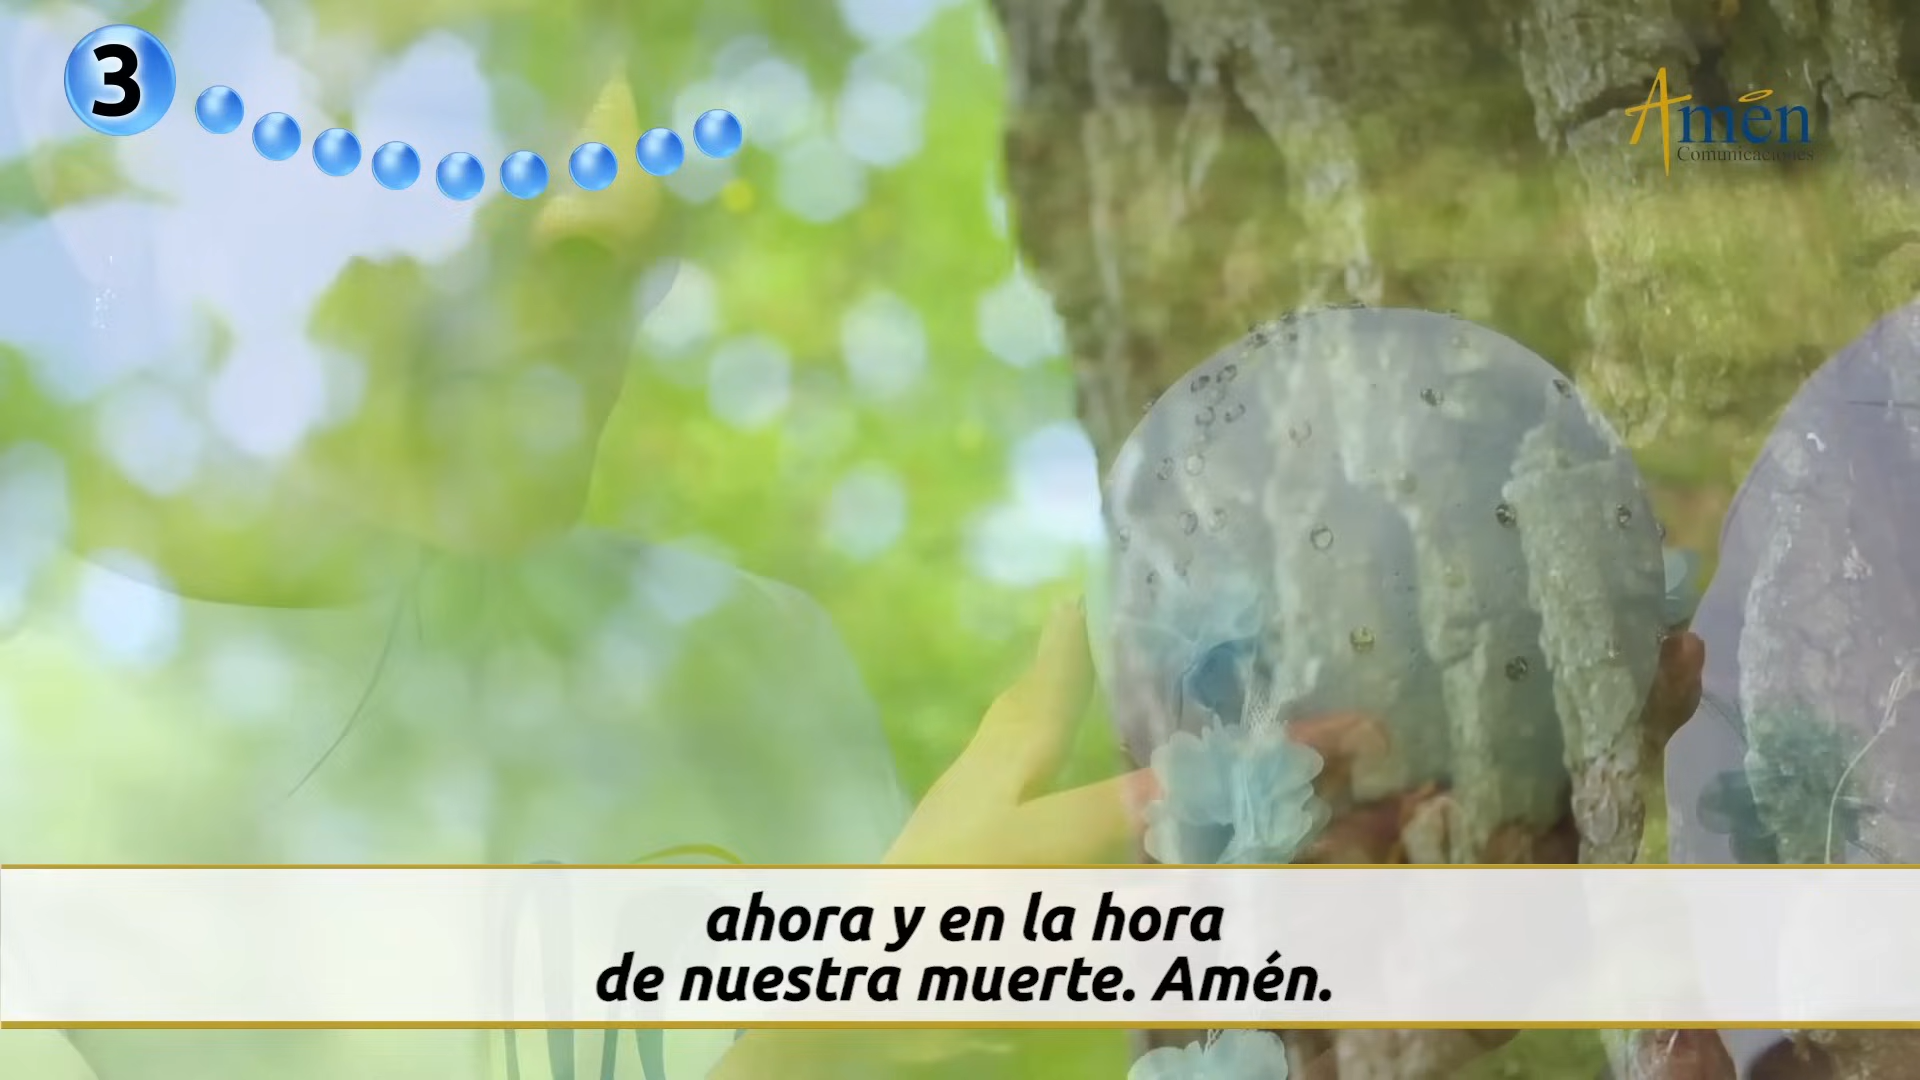 3
Amén
Comunicaciones
ahora y en la hora
de nuestra muerte. Amén.